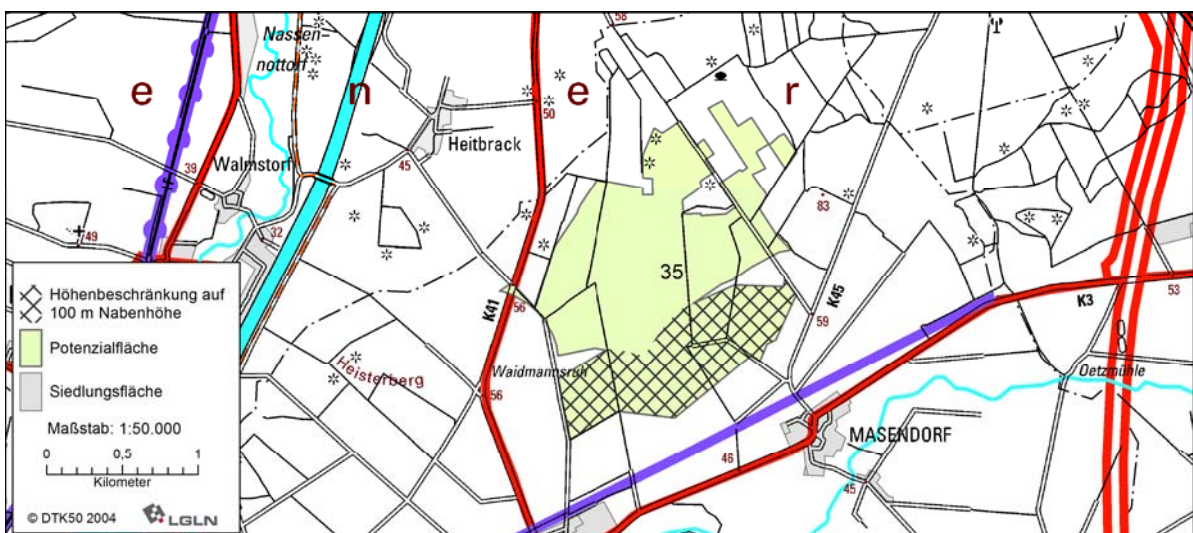 58
Nassen-
nottorf
e n e r
50
Heitbrack
39
Walmstorf
45
83
49
32
35
K41
56
K45
59
K3
53
Waidmannsruh
Heisterberg
56
Oetzmühle
MASENDORF
46
45
Höhenbeschränkung auf
100 m Nabenhöhe
Potenzialfläche
Siedlungsfläche
Maßstab: 1:50.000
0 0,5 1
Kilometer
© DTK50 2004 LGLN